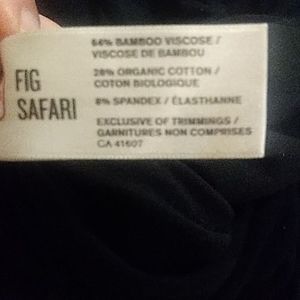 FIG
SAFARI
64% BAMBOO VISCOSE /
VISCOSE DE BAMBOU
28% ORGANIC COTTON /
COTON BIOLOGIQUE
8% SPANDEX / ÉLASTHANNE
EXCLUSIVE OF TRIMMINGS /
GARNITURES NON COMPRISES
CA 41607